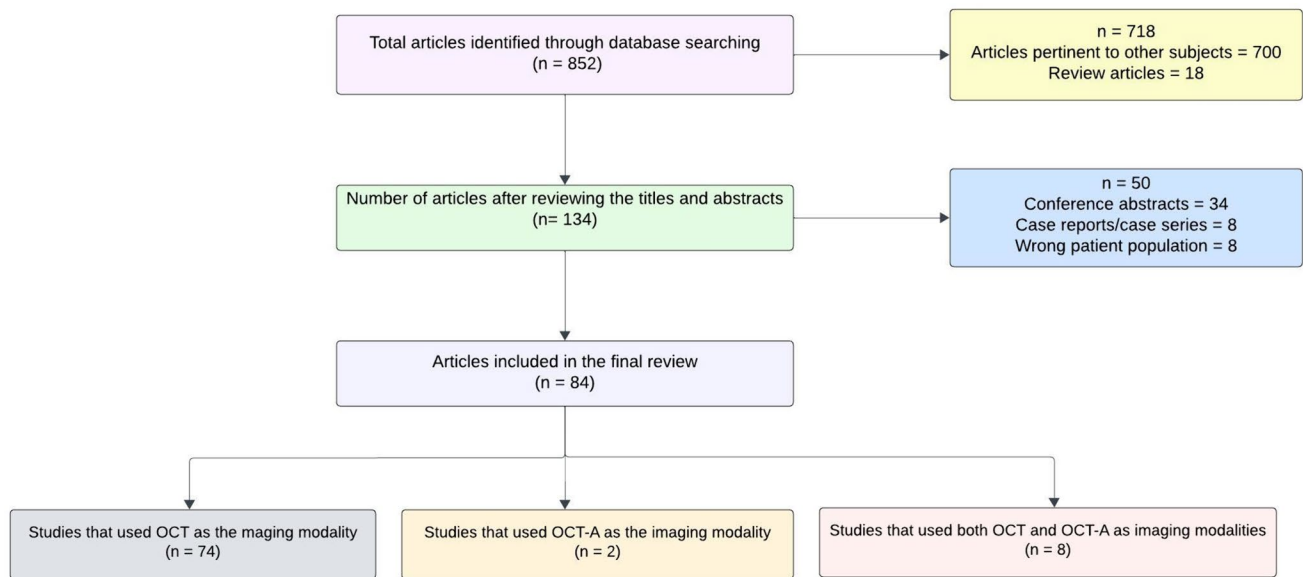 Total articles identified through database searching
(n = 852)
n = 718
Articles pertinent to other subjects = 700
Review articles = 18
Number of articles after reviewing the titles and abstracts
(n= 134)
n = 50
Conference abstracts = 34
Case reports/case series = 8
Wrong patient population = 8
Articles included in the final review
(n = 84)
Studies that used OCT as the maging modality
(n = 74)
Studies that used OCT-A as the imaging modality
(n = 2)
Studies that used both OCT and OCT-A as imaging modalities
(n = 8)